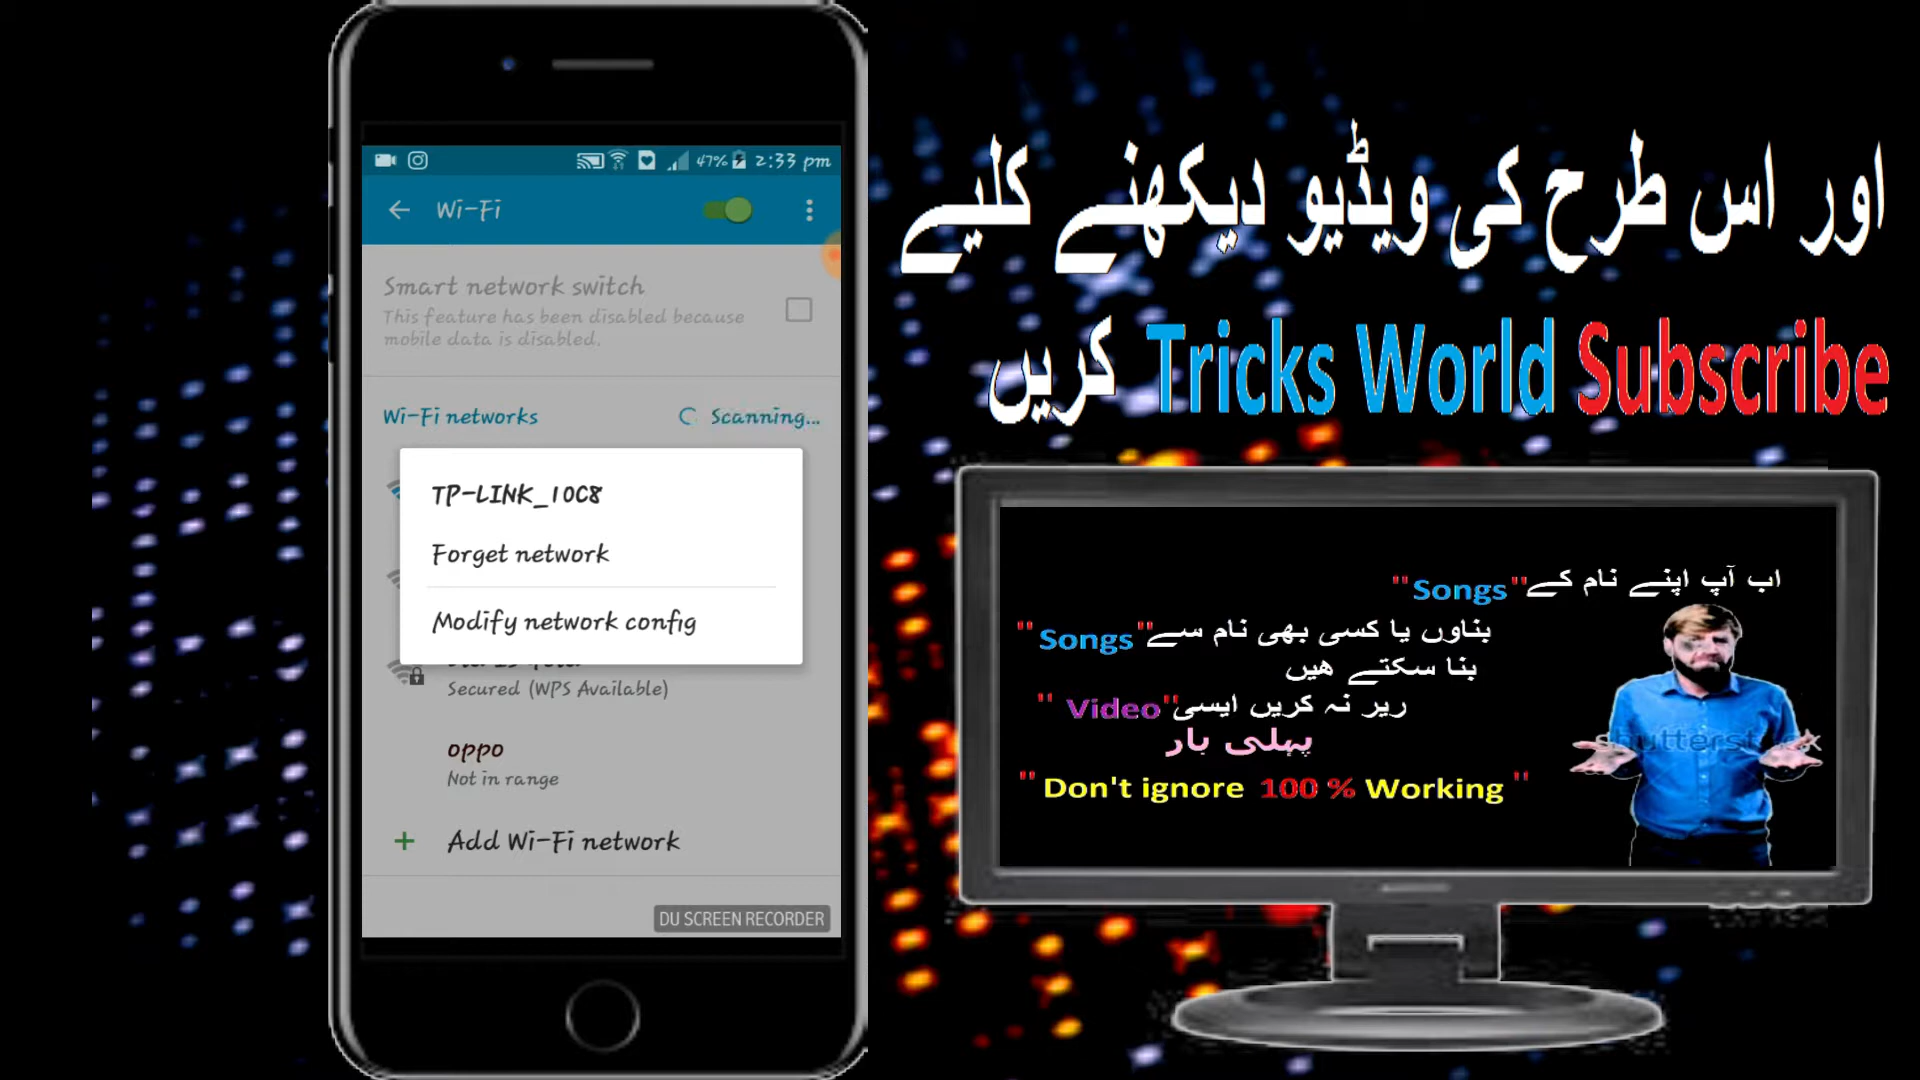 47% 2:33 pm
Wi-Fi
Smart network switch
This feature has been disabled because
mobile data is disabled.
Wi-Fi networks Scanning...
TP-LINK_10C8
Forget network
Modify network config
Secured (WPS Available)
oppo
Not in range
+ Add Wi-Fi network
DU SCREEN RECORDER
اور اس طرح کی ویڈیو دیکھنے کلیے
Subscribe Tricks World کریں
اب آپ اپنے نام کے "Songs"
بناوں یا کسی بھی نام سے "Songs"
بنا سکتے ھیں
ریر نہ کریں ایسی "Video"
پہلی بار
"Don't ignore 100 % Working"
shutterstock